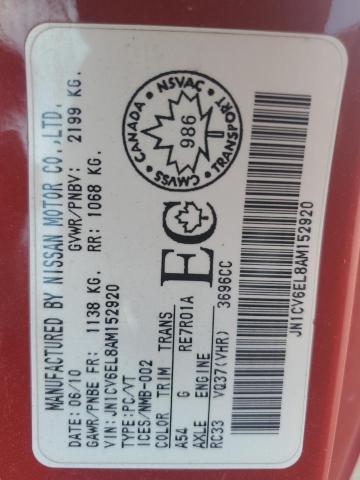 MANUFACTURED BY NISSAN MOTOR CO.,LTD.
DATE: 06/10 GVWR/PNBV: 2199 KG.
GAWR/PNBE FR: 1138 KG. RR: 1068 KG.
VIN: JN1CV6EL8AM152920
TYPE:PC/VT
ICES/NMB-002
COLOR TRIM TRANS
A54 G RE7R01A
AXLE ENGINE
RC33 VQ37(VHR) 3696CC
EC
CANADA NSVAC TRANSPORT CMVSS
986
JN1CV6EL8AM152920